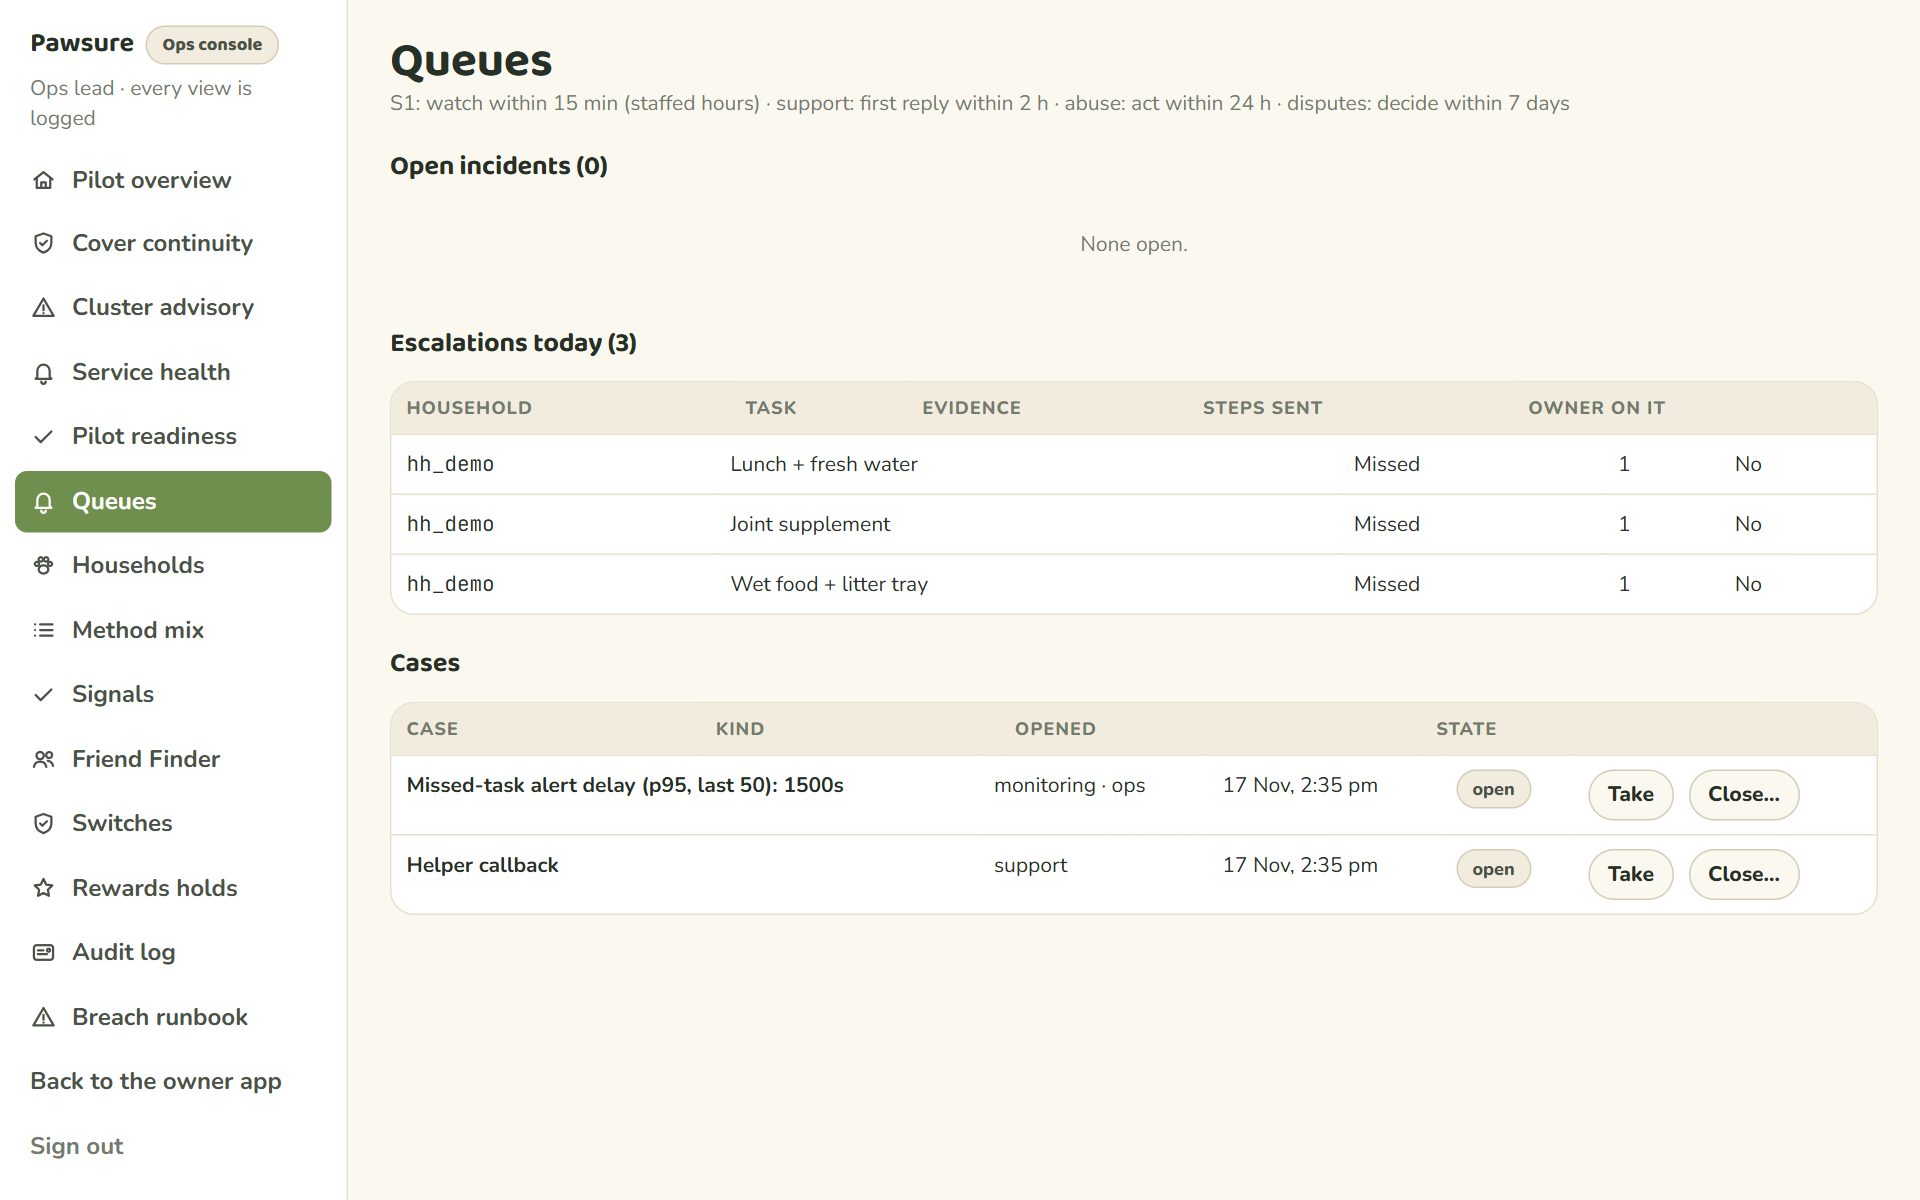 Pawsure Ops console
Ops lead · every view is
logged
Pilot overview
Cover continuity
Cluster advisory
Service health
Pilot readiness
Queues
Households
Method mix
Signals
Friend Finder
Switches
Rewards holds
Audit log
Breach runbook
Back to the owner app
Sign out
Queues
S1: watch within 15 min (staffed hours) · support: first reply within 2 h · abuse: act within 24 h · disputes: decide within 7 days
Open incidents (0)
None open.
Escalations today (3)
HOUSEHOLD TASK EVIDENCE STEPS SENT OWNER ON IT
hh_demo Lunch + fresh water Missed 1 No
hh_demo Joint supplement Missed 1 No
hh_demo Wet food + litter tray Missed 1 No
Cases
CASE KIND OPENED STATE
Missed-task alert delay (p95, last 50): 1500s monitoring · ops 17 Nov, 2:35 pm open Take Close...
Helper callback support 17 Nov, 2:35 pm open Take Close...